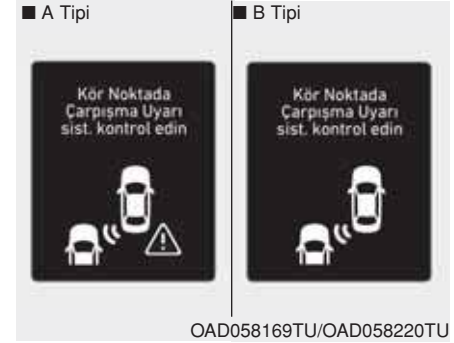 ■ A Tipi
■ B Tipi
Kör Noktada
Çarpışma Uyarı
sist. kontrol edin
Kör Noktada
Çarpışma Uyarı
sist. kontrol edin
OAD058169TU/OAD058220TU